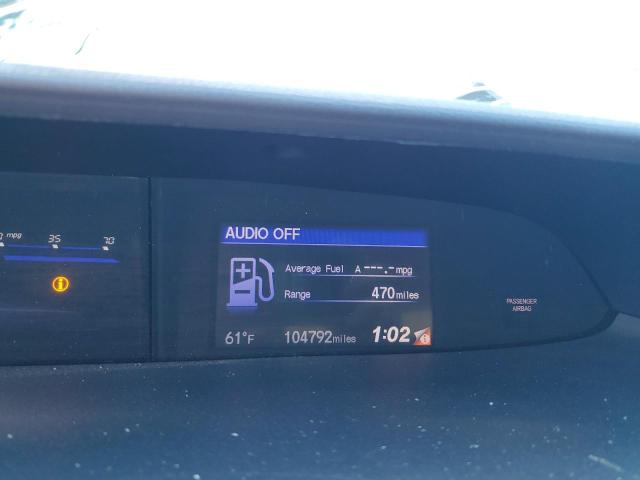 mpg 35 70
AUDIO OFF
Average Fuel A ---.- mpg
Range 470 miles
61°F 104792 miles 1:02
PASSENGER
AIRBAG